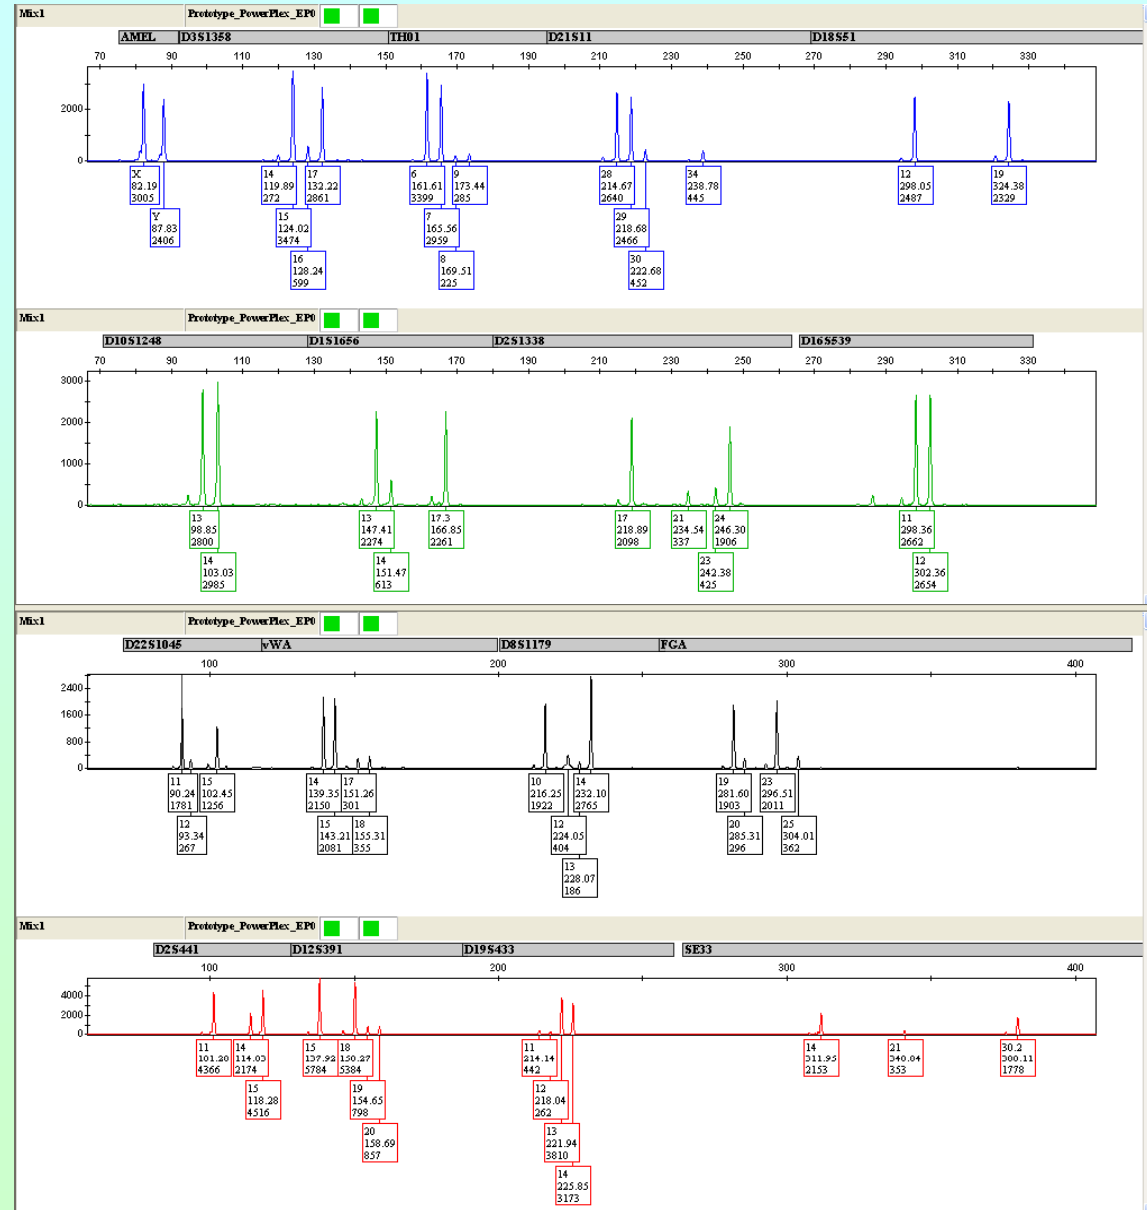 Mix1 Prototype_PowerPlex_EP0
AMEL D3S1358 TH01 D21S11 D18S51
70 90 110 130 150 170 190 210 230 250 270 290 310 330
2000
0
X 14 17 6 9 28 34 12 19
82.19 119.89 132.22 161.61 173.44 214.67 238.78 298.05 324.38
3005 272 2861 3399 285 2640 445 2487 2329
Y 15 7 29
87.83 124.02 165.56 218.68
2406 3474 2959 2466
16 8 30
128.24 169.51 222.68
599 225 452
Mix1 Prototype_PowerPlex_EP0
D10S1248 D1S1656 D2S1338 D16S539
70 90 110 130 150 170 190 210 230 250 270 290 310 330
3000
2000
1000
0
13 13 17.3 17 21 24 11
98.85 147.41 166.85 218.89 234.54 246.30 298.36
2800 2274 2261 2098 337 1906 2662
14 14 23 12
103.03 151.47 242.38 302.36
2985 613 425 2654
Mix1 Prototype_PowerPlex_EP0
D22S1045 vWA D8S1179 FGA
100 200 300 400
2400
1600
800
0
11 15 14 17 10 14 19 23
90.24 102.45 139.35 151.26 216.25 232.10 281.60 296.51
1781 1256 2150 301 1922 2765 1903 2011
12 15 18 12 20 25
93.34 143.21 155.31 224.05 285.31 304.01
267 2081 355 404 296 362
13
228.07
186
Mix1 Prototype_PowerPlex_EP0
D2S441 D12S391 D19S433 SE33
100 200 300 400
4000
2000
0
11 14 15 18 11 14 21 30.2
101.20 114.03 137.92 150.27 214.14 311.95 340.04
4366 2174 5784 5384 442 2153 353 1778
15 19 12
118.28 154.65 218.04
4516 798 262
20 13
158.69 221.94
857 3810
14
225.85
3173